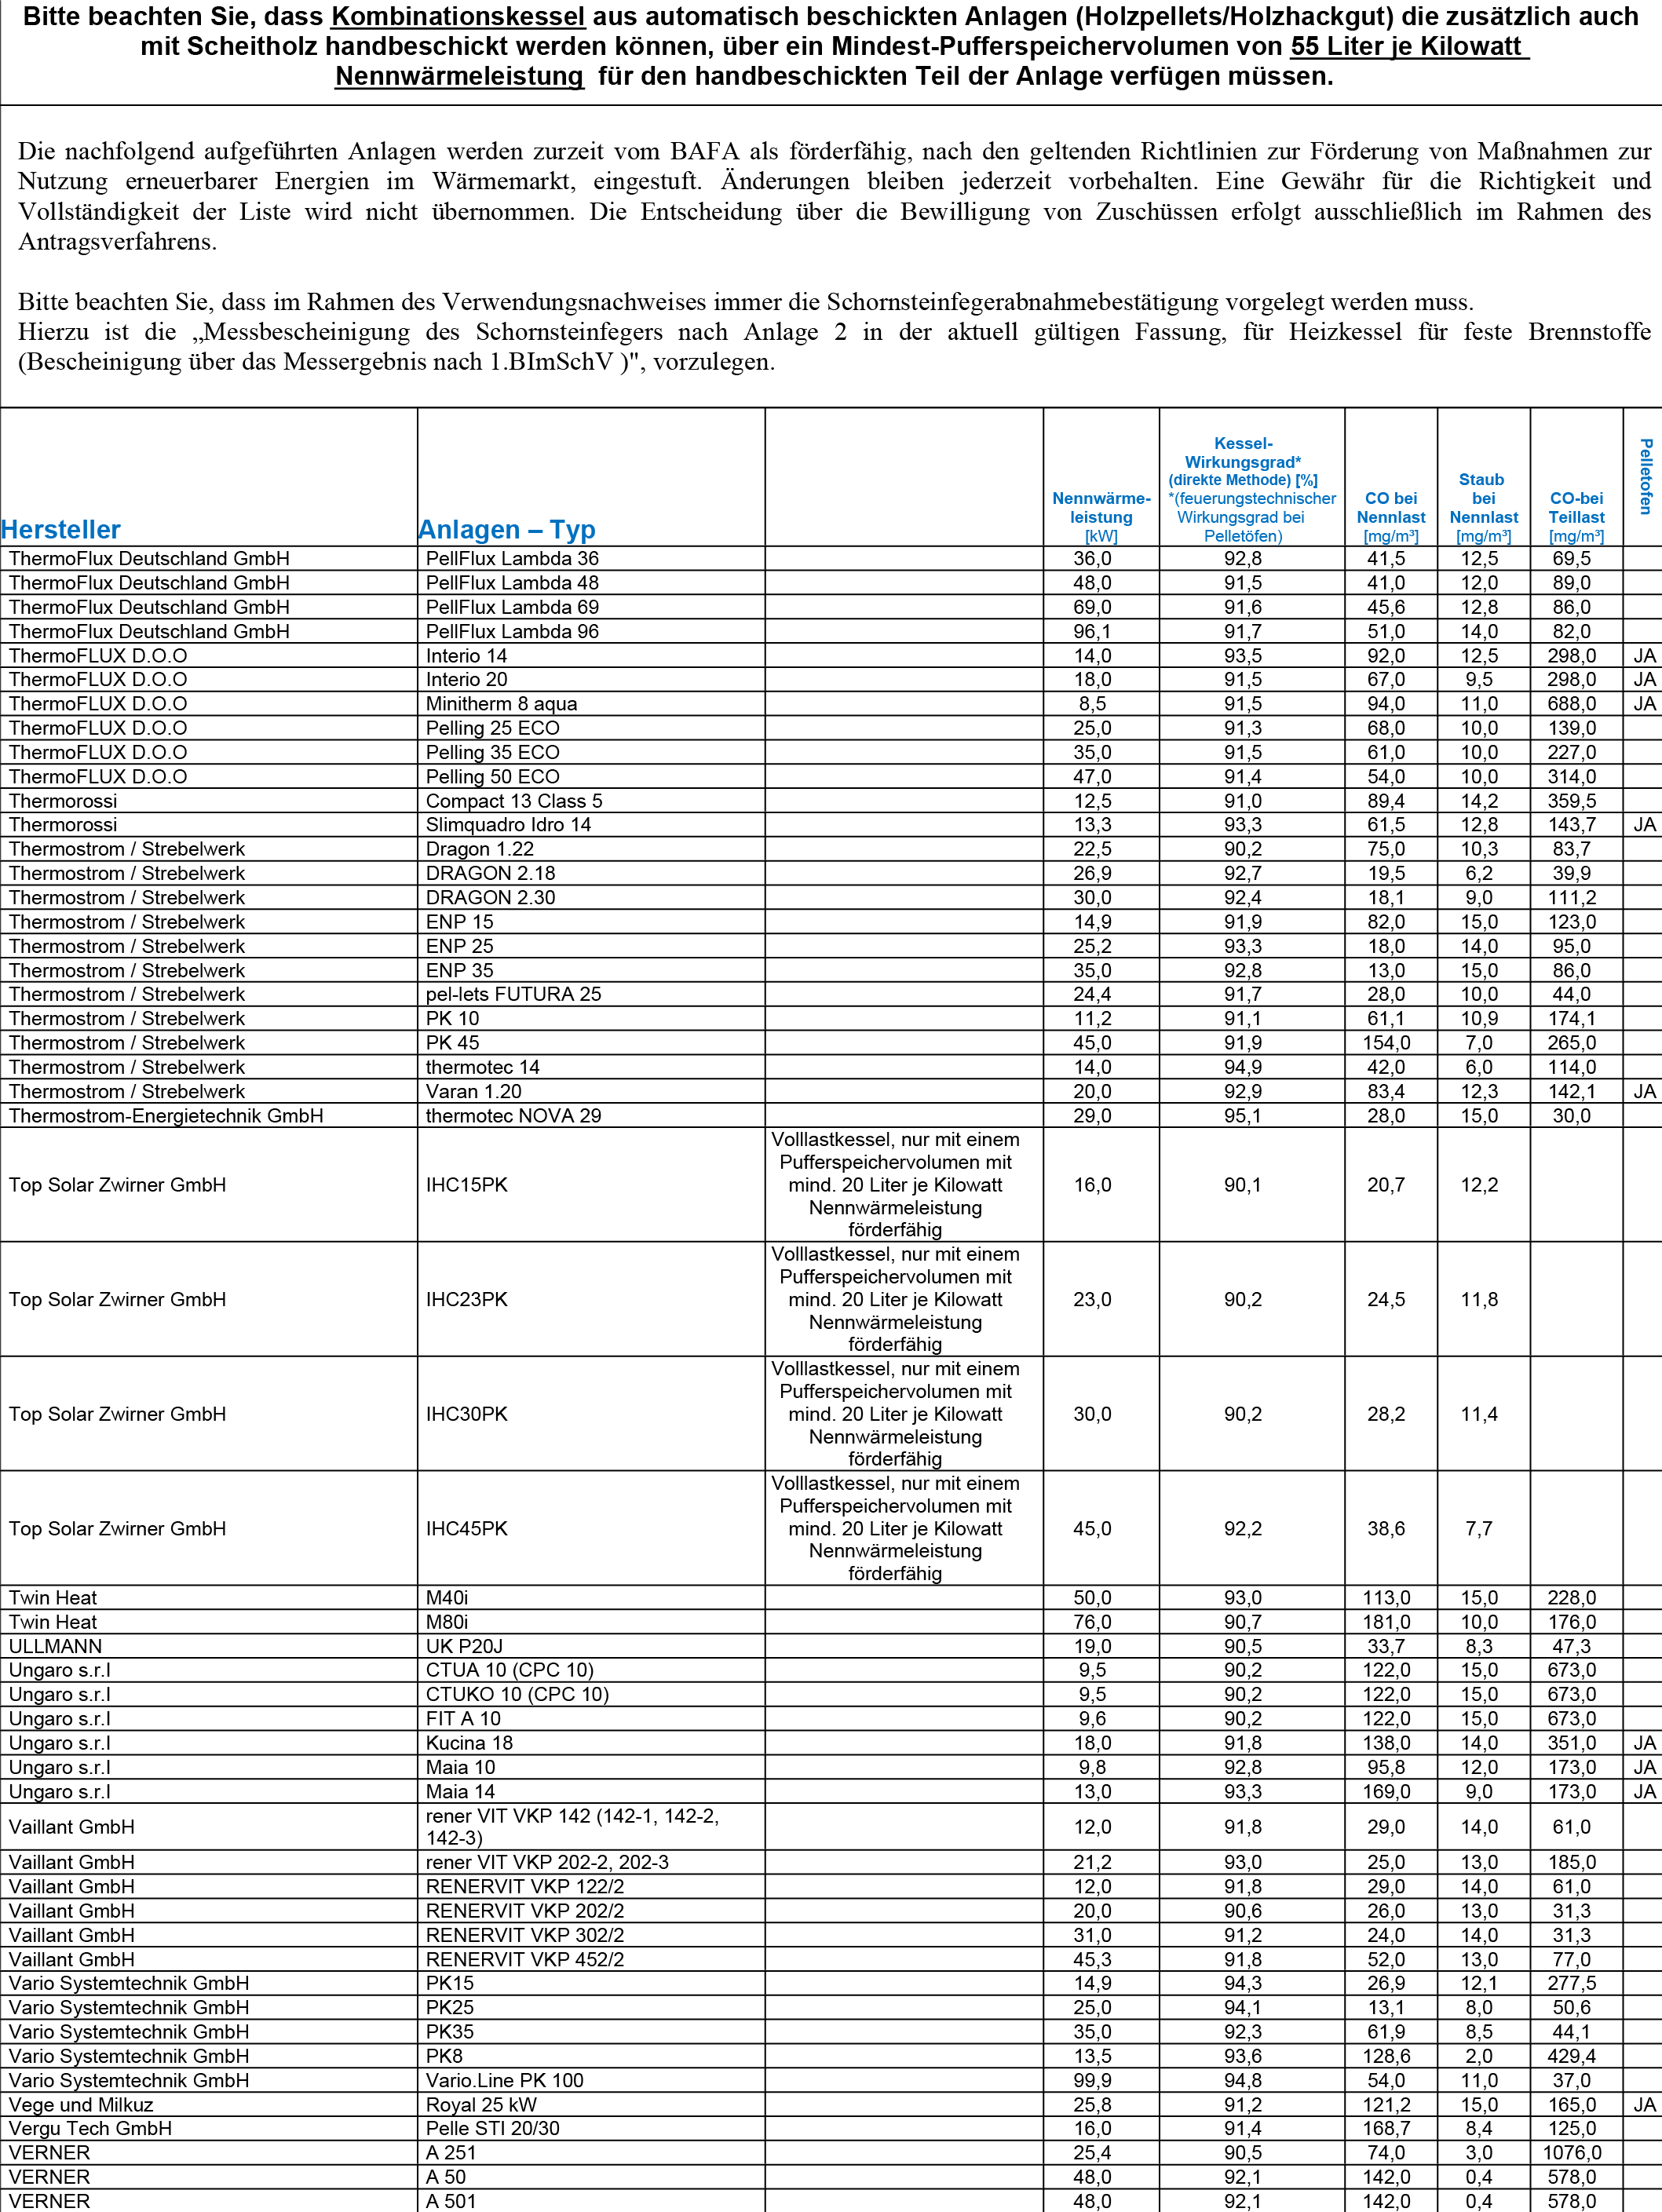 Bitte beachten Sie, dass Kombinationskessel aus automatisch beschickten Anlagen (Holzpellets/Holzhackgut) die zusätzlich auch
mit Scheitholz handbeschickt werden können, über ein Mindest-Pufferspeichervolumen von 55 Liter je Kilowatt
Nennwärmeleistung für den handbeschickten Teil der Anlage verfügen müssen.
Die nachfolgend aufgeführten Anlagen werden zurzeit vom BAFA als förderfähig, nach den geltenden Richtlinien zur Förderung von Maßnahmen zur
Nutzung erneuerbarer Energien im Wärmemarkt, eingestuft. Änderungen bleiben jederzeit vorbehalten. Eine Gewähr für die Richtigkeit und
Vollständigkeit der Liste wird nicht übernommen. Die Entscheidung über die Bewilligung von Zuschüssen erfolgt ausschließlich im Rahmen des
Antragsverfahrens.
Bitte beachten Sie, dass im Rahmen des Verwendungsnachweises immer die Schornsteinfegerabnahmebestätigung vorgelegt werden muss.
Hierzu ist die „Messbescheinigung des Schornsteinfegers nach Anlage 2 in der aktuell gültigen Fassung, für Heizkessel für feste Brennstoffe
(Bescheinigung über das Messergebnis nach 1.BImSchV )", vorzulegen.
Hersteller
Anlagen – Typ
Nennwärme-
leistung
[kW]
Kessel-
Wirkungsgrad*
(direkte Methode) [%]
*(feuerungstechnischer
Wirkungsgrad bei
Pelletöfen)
CO bei
Nennlast
[mg/m³]
Staub
bei
Nennlast
[mg/m³]
CO-bei
Teillast
[mg/m³]
Pelletofen
ThermoFlux Deutschland GmbH PellFlux Lambda 36 36,0 92,8 41,5 12,5 69,5
ThermoFlux Deutschland GmbH PellFlux Lambda 48 48,0 91,5 41,0 12,0 89,0
ThermoFlux Deutschland GmbH PellFlux Lambda 69 69,0 91,6 45,6 12,8 86,0
ThermoFlux Deutschland GmbH PellFlux Lambda 96 96,1 91,7 51,0 14,0 82,0
ThermoFLUX D.O.O Interio 14 14,0 93,5 92,0 12,5 298,0 JA
ThermoFLUX D.O.O Interio 20 18,0 91,5 67,0 9,5 298,0 JA
ThermoFLUX D.O.O Minitherm 8 aqua 8,5 91,5 94,0 11,0 688,0 JA
ThermoFLUX D.O.O Pelling 25 ECO 25,0 91,3 68,0 10,0 139,0
ThermoFLUX D.O.O Pelling 35 ECO 35,0 91,5 61,0 10,0 227,0
ThermoFLUX D.O.O Pelling 50 ECO 47,0 91,4 54,0 10,0 314,0
Thermorossi Compact 13 Class 5 12,5 91,0 89,4 14,2 359,5
Thermorossi Slimquadro Idro 14 13,3 93,3 61,5 12,8 143,7 JA
Thermostrom / Strebelwerk Dragon 1.22 22,5 90,2 75,0 10,3 83,7
Thermostrom / Strebelwerk DRAGON 2.18 26,9 92,7 19,5 6,2 39,9
Thermostrom / Strebelwerk DRAGON 2.30 30,0 92,4 18,1 9,0 111,2
Thermostrom / Strebelwerk ENP 15 14,9 91,9 82,0 15,0 123,0
Thermostrom / Strebelwerk ENP 25 25,2 93,3 18,0 14,0 95,0
Thermostrom / Strebelwerk ENP 35 35,0 92,8 13,0 15,0 86,0
Thermostrom / Strebelwerk pel-lets FUTURA 25 24,4 91,7 28,0 10,0 44,0
Thermostrom / Strebelwerk PK 10 11,2 91,1 61,1 10,9 174,1
Thermostrom / Strebelwerk PK 45 45,0 91,9 154,0 7,0 265,0
Thermostrom / Strebelwerk thermotec 14 14,0 94,9 42,0 6,0 114,0
Thermostrom / Strebelwerk Varan 1.20 20,0 92,9 83,4 12,3 142,1 JA
Thermostrom-Energietechnik GmbH thermotec NOVA 29 29,0 95,1 28,0 15,0 30,0
Volllastkessel, nur mit einem
Pufferspeichervolumen mit
Top Solar Zwirner GmbH IHC15PK mind. 20 Liter je Kilowatt 16,0 90,1 20,7 12,2
Nennwärmeleistung
förderfähig
Volllastkessel, nur mit einem
Pufferspeichervolumen mit
Top Solar Zwirner GmbH IHC23PK mind. 20 Liter je Kilowatt 23,0 90,2 24,5 11,8
Nennwärmeleistung
förderfähig
Volllastkessel, nur mit einem
Pufferspeichervolumen mit
Top Solar Zwirner GmbH IHC30PK mind. 20 Liter je Kilowatt 30,0 90,2 28,2 11,4
Nennwärmeleistung
förderfähig
Volllastkessel, nur mit einem
Pufferspeichervolumen mit
Top Solar Zwirner GmbH IHC45PK mind. 20 Liter je Kilowatt 45,0 92,2 38,6 7,7
Nennwärmeleistung
förderfähig
Twin Heat M40i 50,0 93,0 113,0 15,0 228,0
Twin Heat M80i 76,0 90,7 181,0 10,0 176,0
ULLMANN UK P20J 19,0 90,5 33,7 8,3 47,3
Ungaro s.r.l CTUA 10 (CPC 10) 9,5 90,2 122,0 15,0 673,0
Ungaro s.r.l CTUKO 10 (CPC 10) 9,5 90,2 122,0 15,0 673,0
Ungaro s.r.l FIT A 10 9,6 90,2 122,0 15,0 673,0
Ungaro s.r.l Kucina 18 18,0 91,8 138,0 14,0 351,0 JA
Ungaro s.r.l Maia 10 9,8 92,8 95,8 12,0 173,0 JA
Ungaro s.r.l Maia 14 13,0 93,3 169,0 9,0 173,0 JA
rener VIT VKP 142 (142-1, 142-2,
Vaillant GmbH 12,0 91,8 29,0 14,0 61,0
142-3)
Vaillant GmbH rener VIT VKP 202-2, 202-3 21,2 93,0 25,0 13,0 185,0
Vaillant GmbH RENERVIT VKP 122/2 12,0 91,8 29,0 14,0 61,0
Vaillant GmbH RENERVIT VKP 202/2 20,0 90,6 26,0 13,0 31,3
Vaillant GmbH RENERVIT VKP 302/2 31,0 91,2 24,0 14,0 31,3
Vaillant GmbH RENERVIT VKP 452/2 45,3 91,8 52,0 13,0 77,0
Vario Systemtechnik GmbH PK15 14,9 94,3 26,9 12,1 277,5
Vario Systemtechnik GmbH PK25 25,0 94,1 13,1 8,0 50,6
Vario Systemtechnik GmbH PK35 35,0 92,3 61,9 8,5 44,1
Vario Systemtechnik GmbH PK8 13,5 93,6 128,6 2,0 429,4
Vario Systemtechnik GmbH Vario.Line PK 100 99,9 94,8 54,0 11,0 37,0
Vege und Milkuz Royal 25 kW 25,8 91,2 121,2 15,0 165,0 JA
Vergu Tech GmbH Pelle STI 20/30 16,0 91,4 168,7 8,4 125,0
VERNER A 251 25,4 90,5 74,0 3,0 1076,0
VERNER A 50 48,0 92,1 142,0 0,4 578,0
VERNER A 501 48,0 92,1 142,0 0,4 578,0